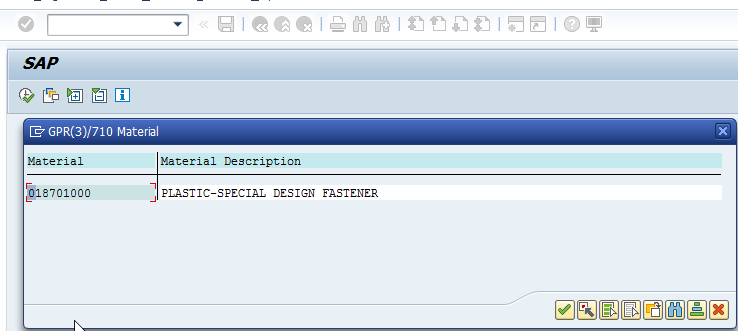 SAP
GPR(3)/710 Material
Material Material Description
018701000 PLASTIC-SPECIAL DESIGN FASTENER